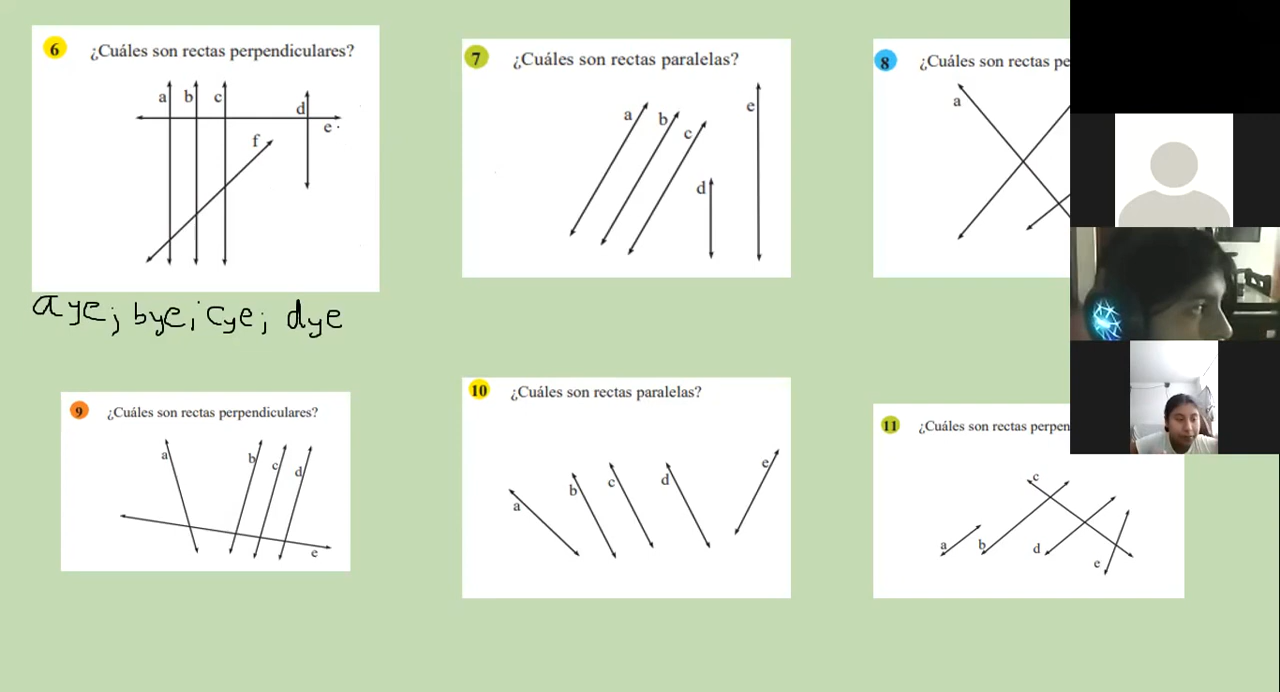 6 ¿Cuáles son rectas perpendiculares?
a b c d
e
f
a y e; b y e; c y e; d y e
7 ¿Cuáles son rectas paralelas?
a b c d e
8 ¿Cuáles son rectas pe
a
9 ¿Cuáles son rectas perpendiculares?
a b c d
e
10 ¿Cuáles son rectas paralelas?
a b c d e
11 ¿Cuáles son rectas perpen
c
a b d
e